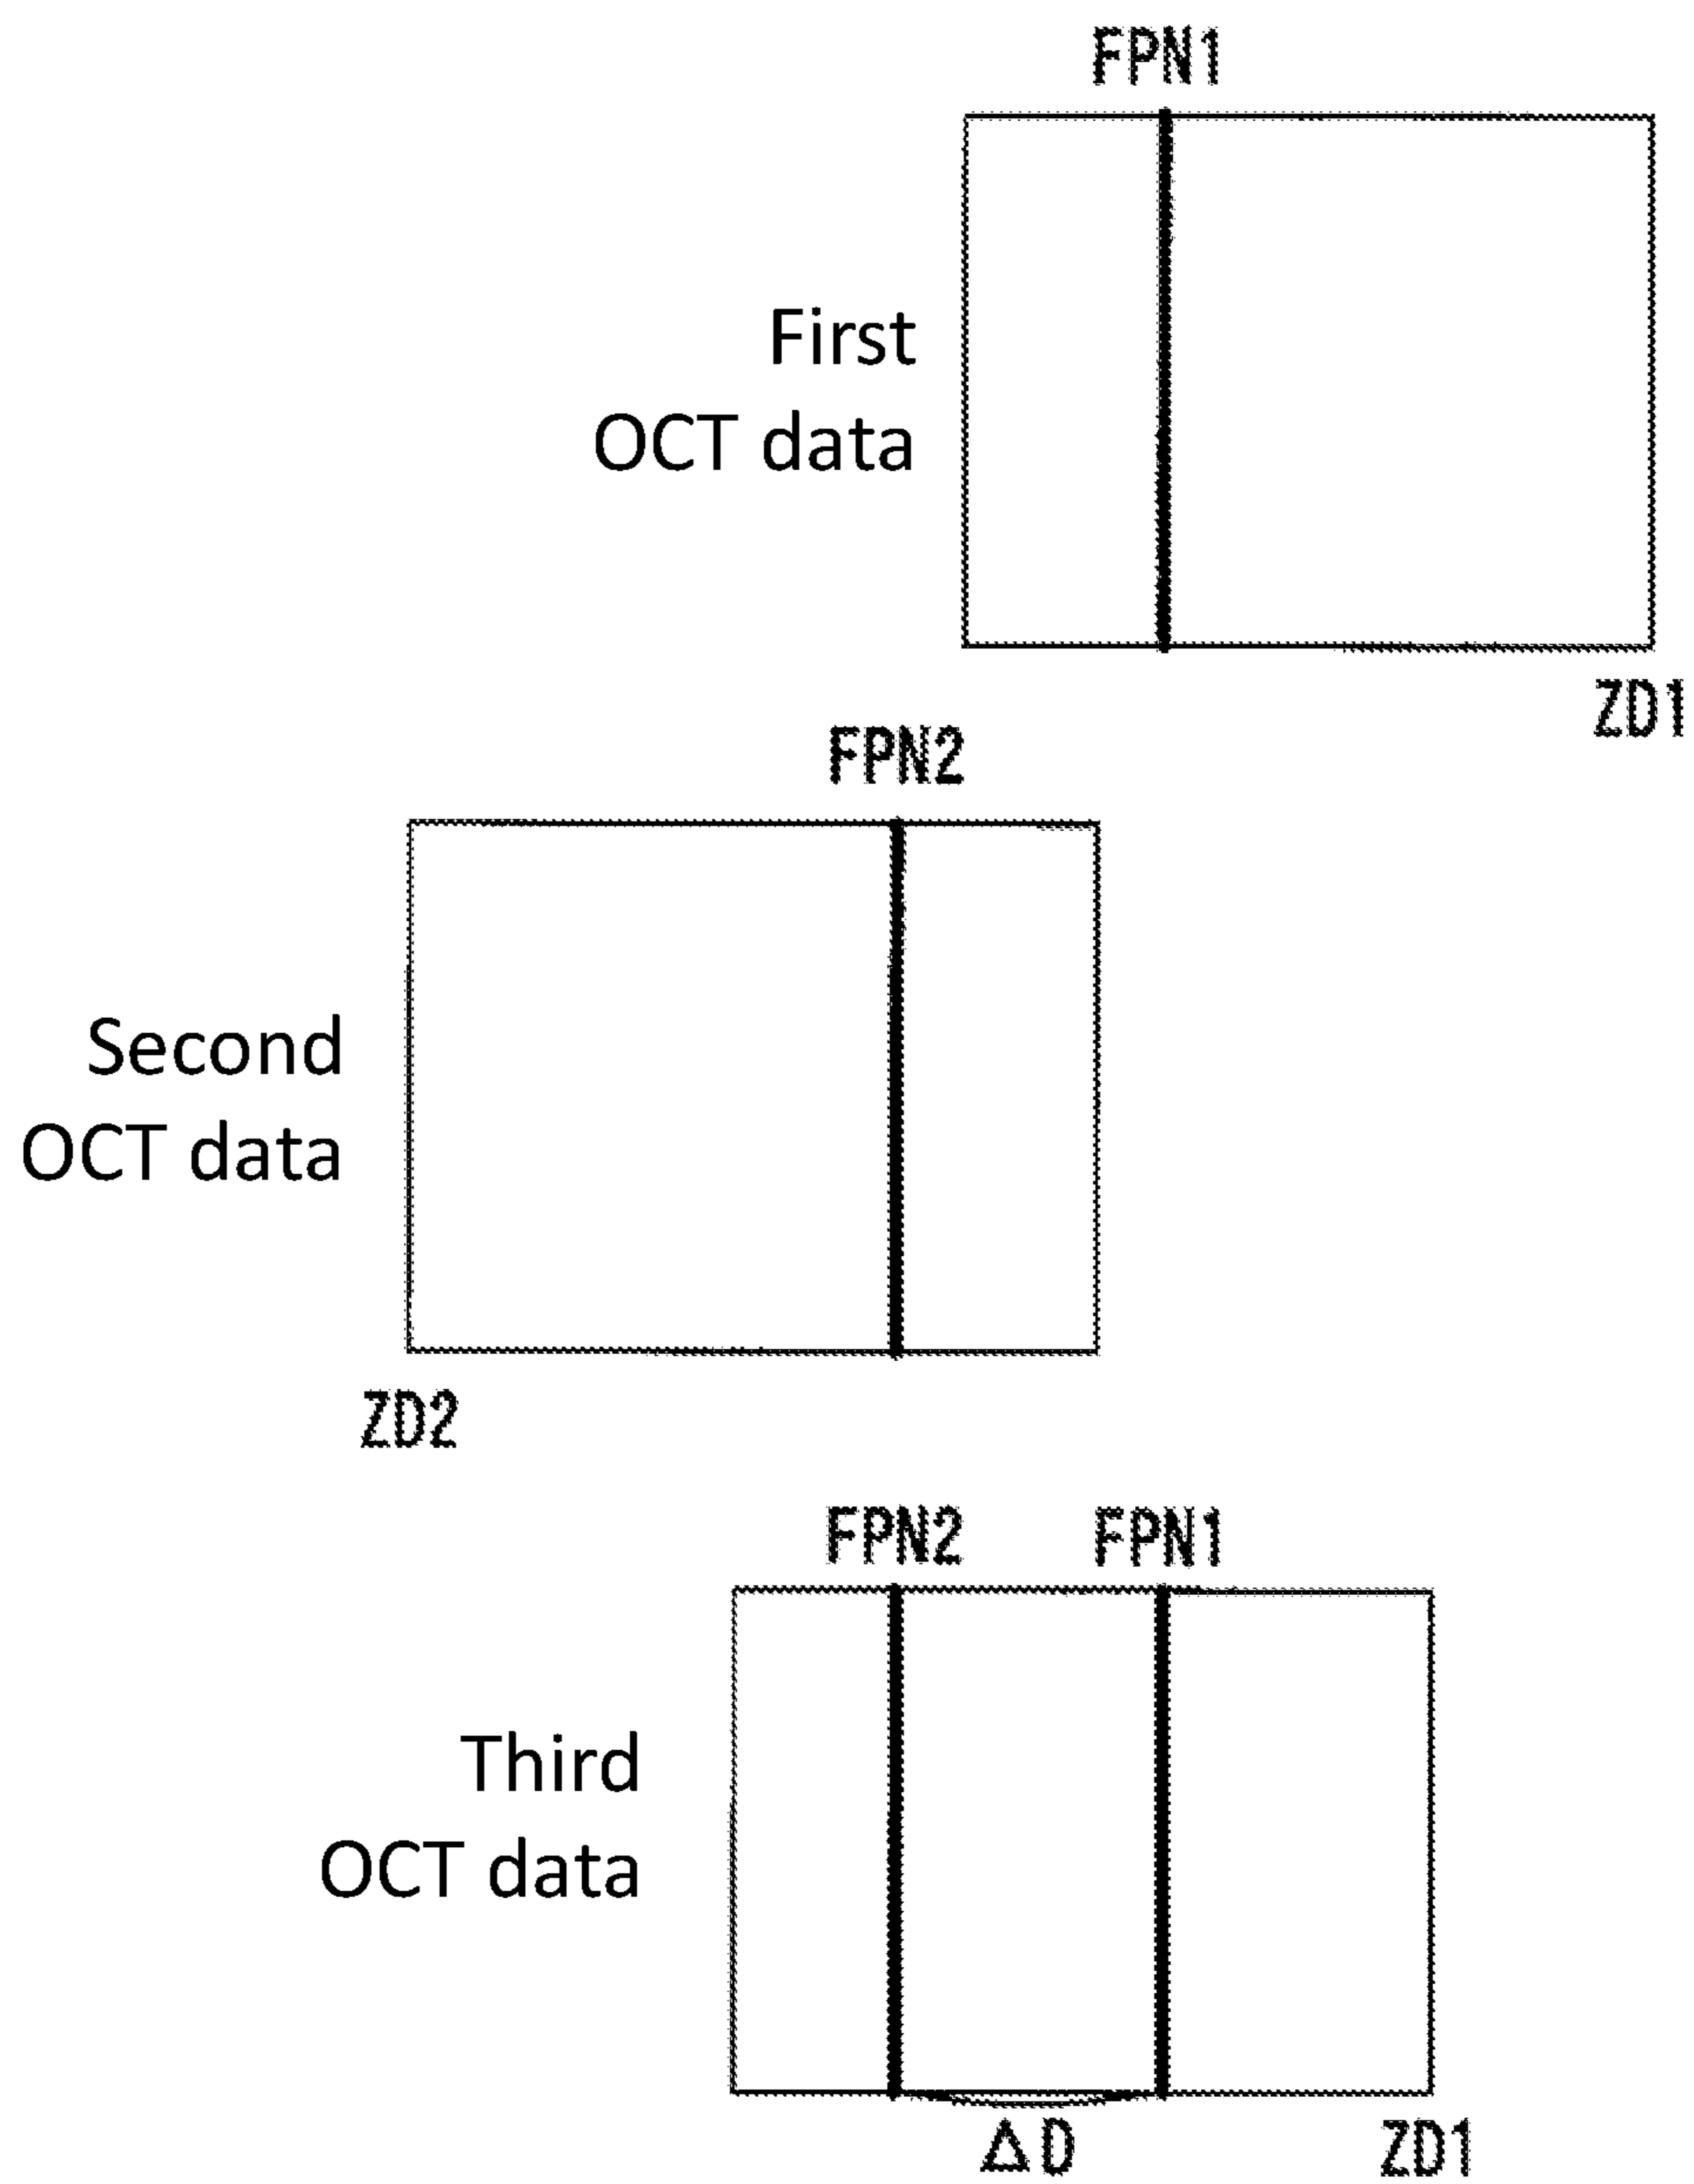 FPN1
First
OCT data
ZD1
FPN2
Second
OCT data
ZD2
FPN2 FPN1
Third
OCT data
ΔD ZD1